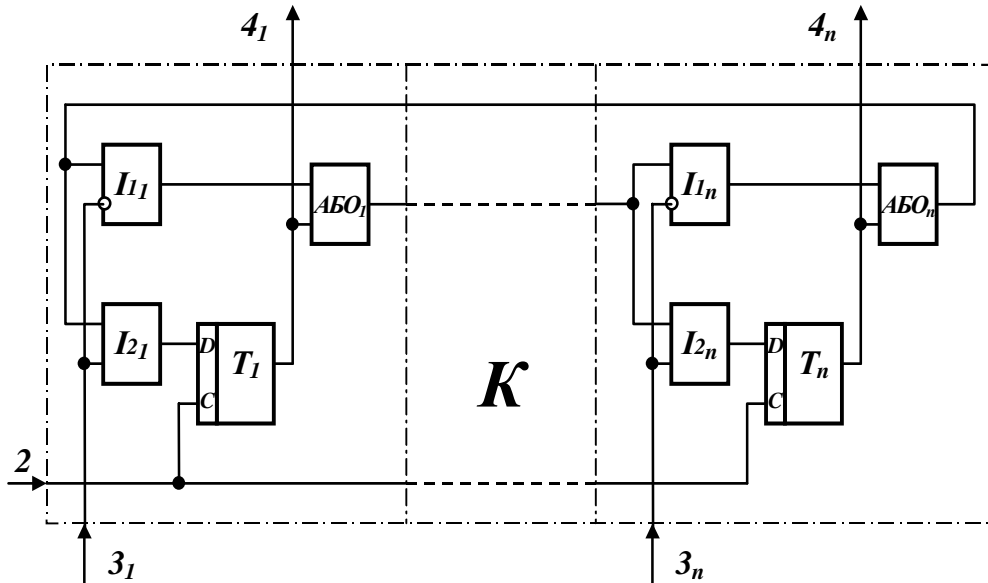 4₁ 4ₙ
I1₁ АБО₁ I1ₙ АБОₙ
I2₁ D T₁ C I2ₙ D Tₙ C
К
2
3₁ 3ₙ